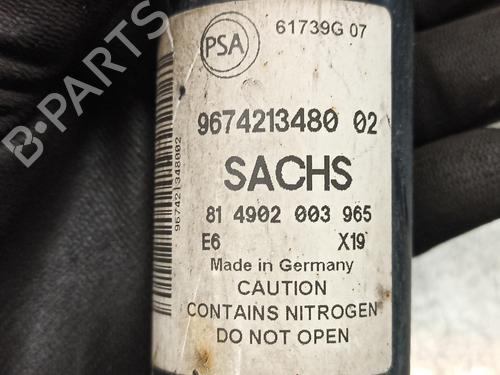 PSA
61739G 07
9674213480 02
SACHS
81 4902 003 965
E6 X19
Made in Germany
CAUTION
CONTAINS NITROGEN
DO NOT OPEN
967421348002
B-PARTS